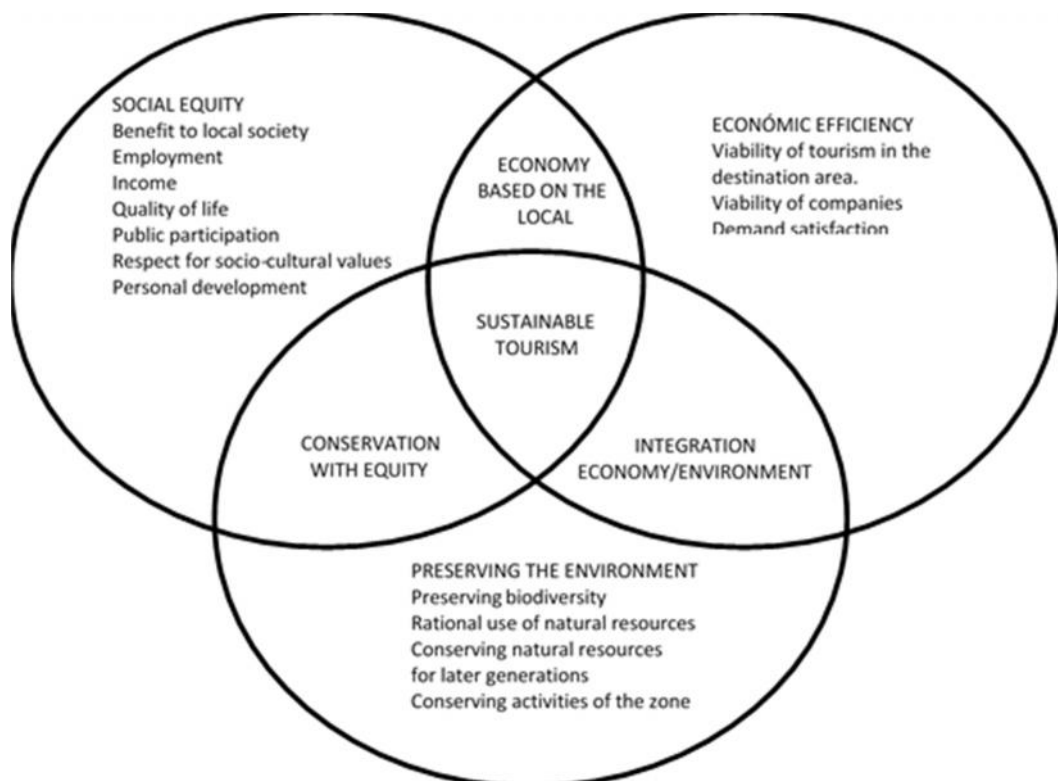 SOCIAL EQUITY
Benefit to local society
Employment
Income
Quality of life
Public participation
Respect for socio-cultural values
Personal development
ECONOMY
BASED ON THE
LOCAL
ECONÓMIC EFFICIENCY
Viability of tourism in the
destination area.
Viability of companies
Demand satisfaction
SUSTAINABLE
TOURISM
CONSERVATION
WITH EQUITY
INTEGRATION
ECONOMY/ENVIRONMENT
PRESERVING THE ENVIRONMENT
Preserving biodiversity
Rational use of natural resources
Conserving natural resources
for later generations
Conserving activities of the zone